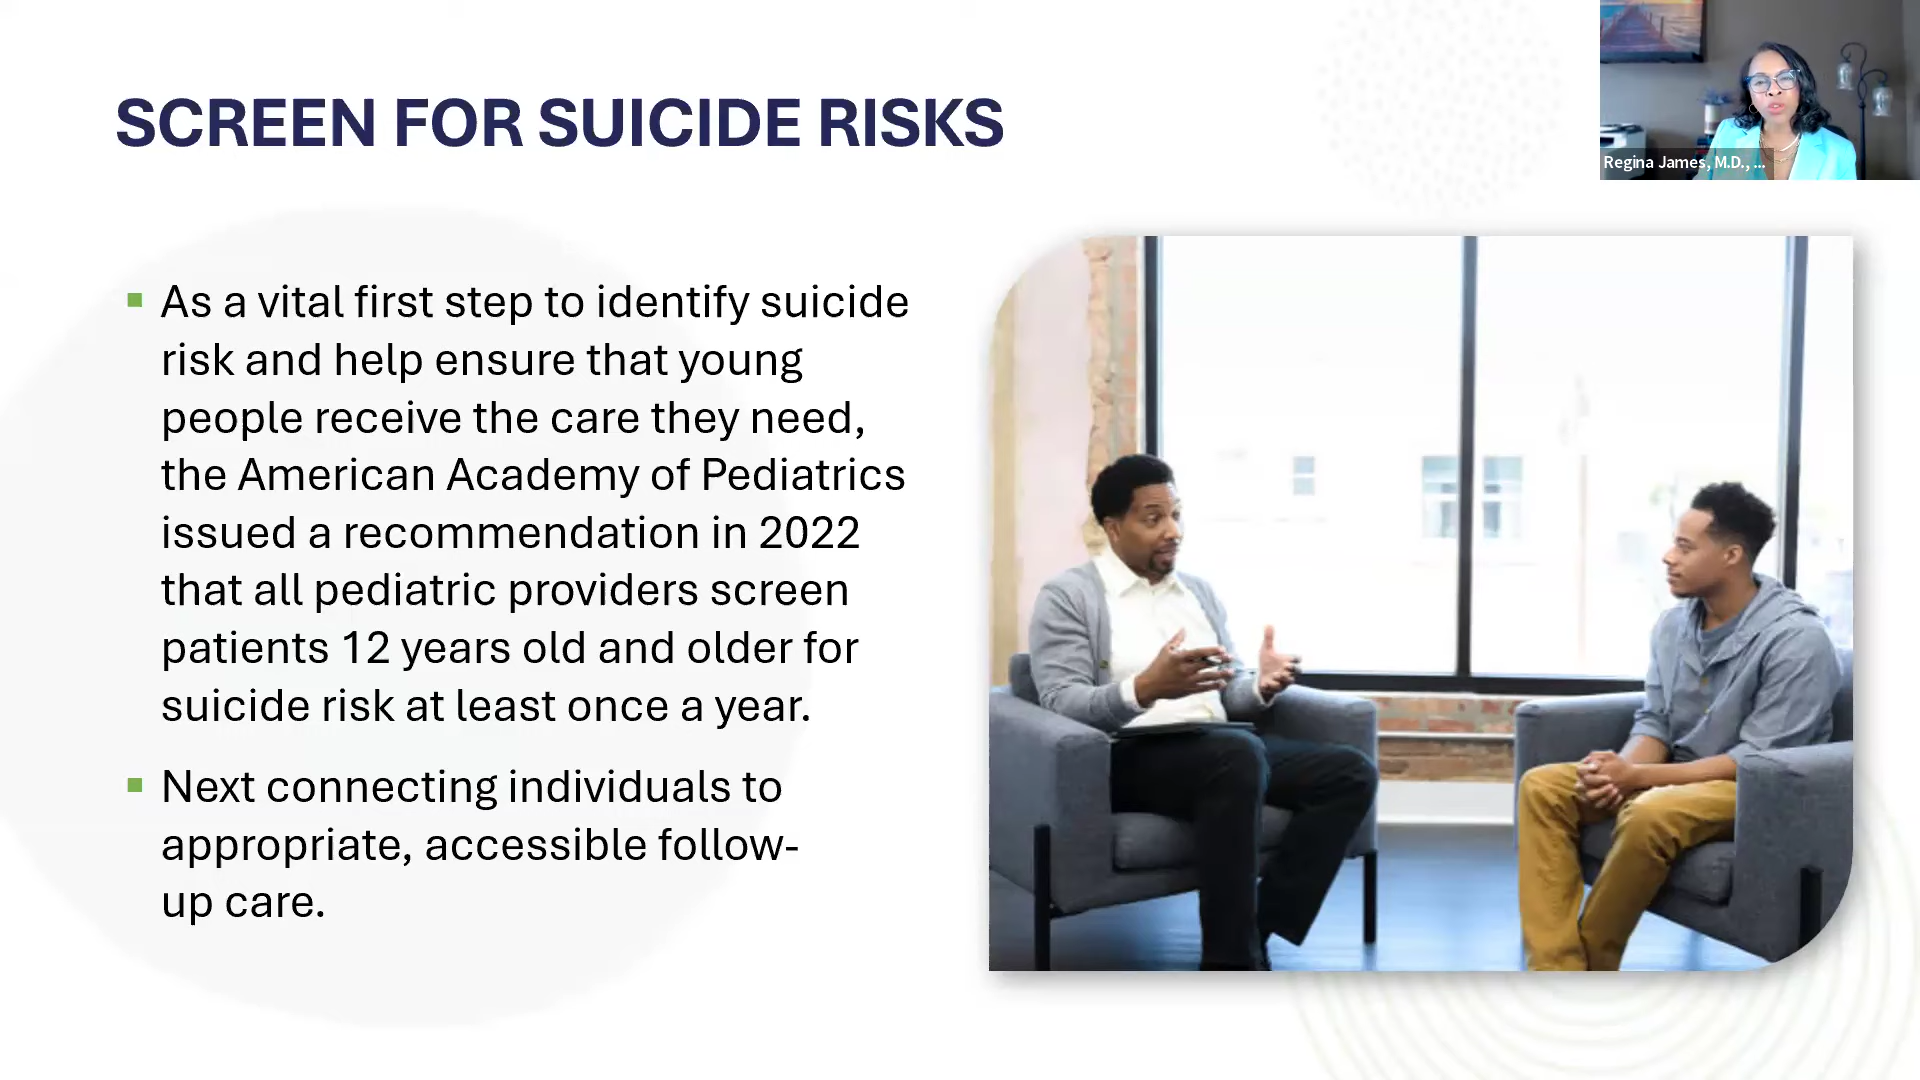 SCREEN FOR SUICIDE RISKS
Regina James, M.D., ...
As a vital first step to identify suicide
risk and help ensure that young
people receive the care they need,
the American Academy of Pediatrics
issued a recommendation in 2022
that all pediatric providers screen
patients 12 years old and older for
suicide risk at least once a year.
Next connecting individuals to
appropriate, accessible follow-
up care.